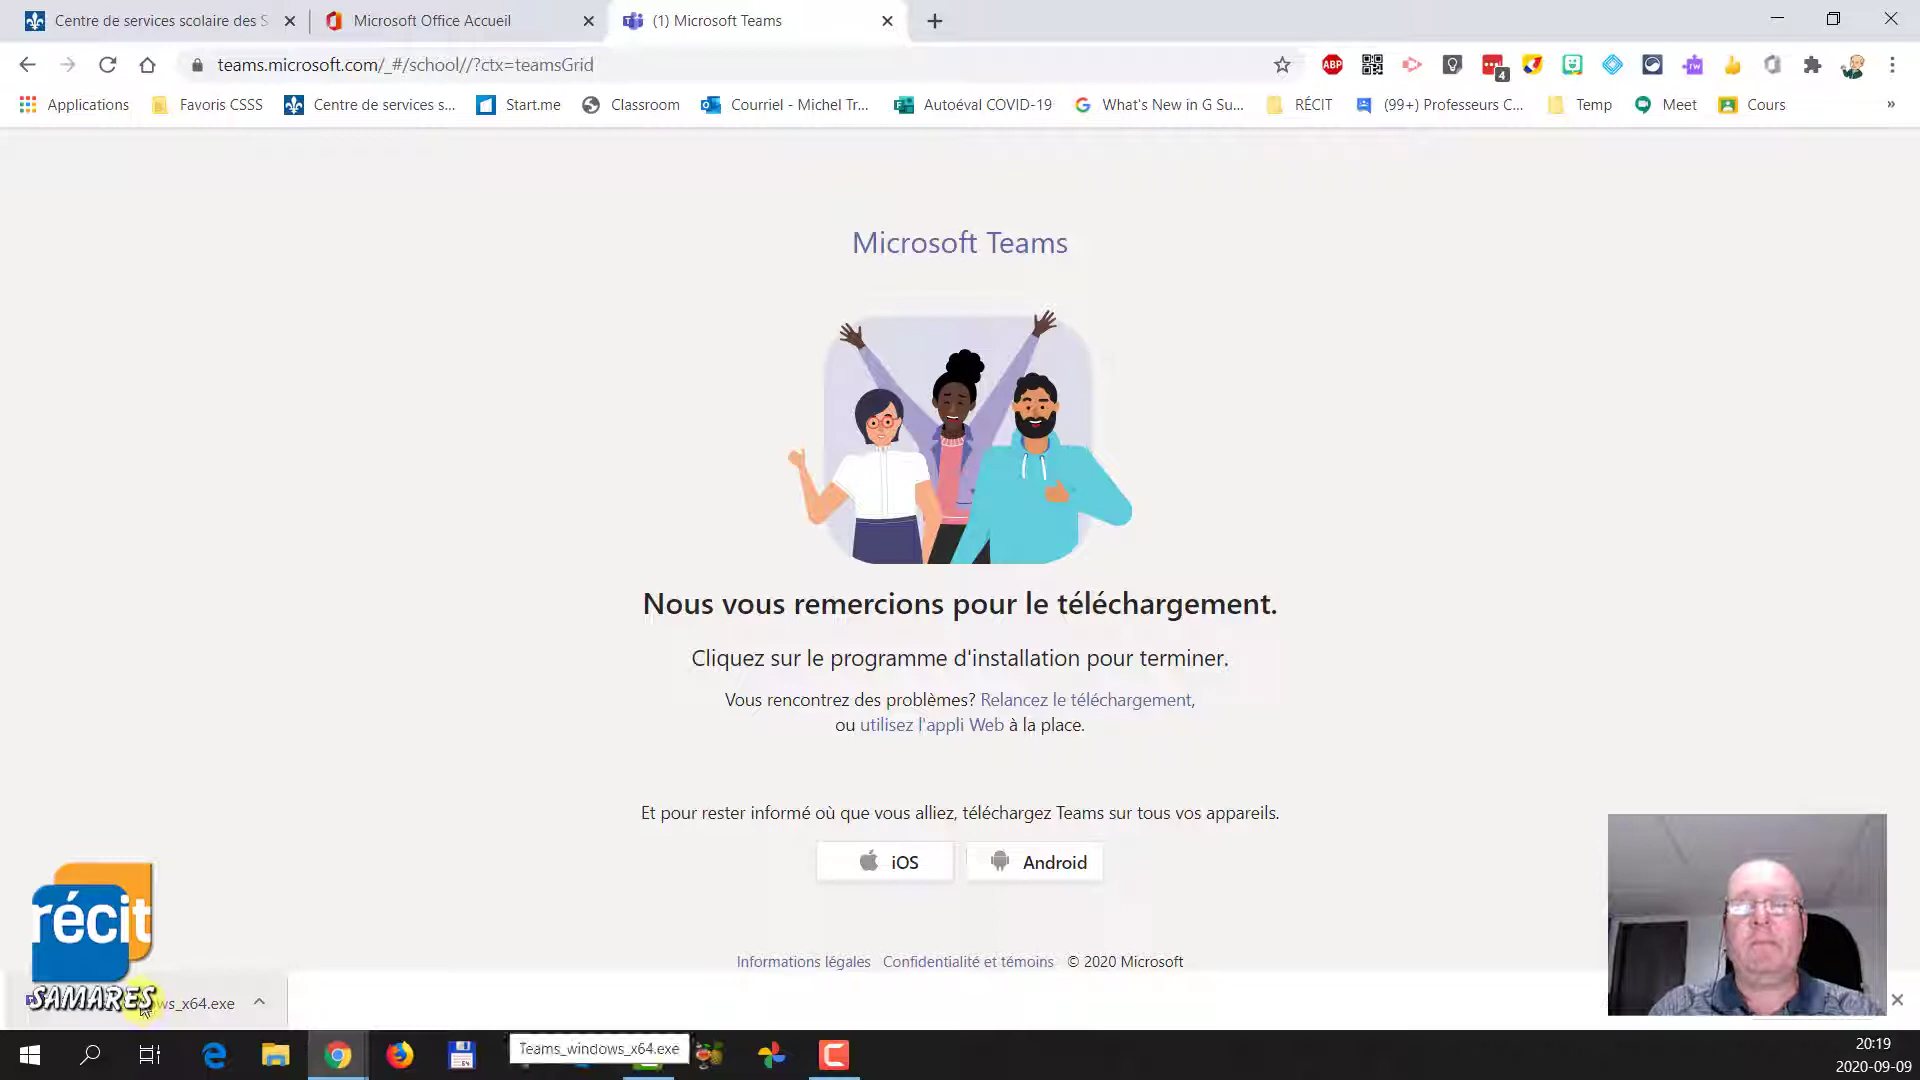 Centre de services scolaire des S
Microsoft Office Accueil
(1) Microsoft Teams
teams.microsoft.com/_#/school//?ctx=teamsGrid
ABP
4
rw
Applications
Favoris CSSS
Centre de services s...
Start.me
Classroom
Courriel - Michel Tr...
Autoéval COVID-19
What's New in G Su...
RÉCIT
(99+) Professeurs C...
Temp
Meet
Cours
»
Microsoft Teams
Nous vous remercions pour le téléchargement.
Cliquez sur le programme d'installation pour terminer.
Vous rencontrez des problèmes? Relancez le téléchargement,
ou utilisez l'appli Web à la place.
Et pour rester informé où que vous alliez, téléchargez Teams sur tous vos appareils.
iOS
Android
Informations légales
Confidentialité et témoins
© 2020 Microsoft
récit
SAMARES
ows_x64.exe
Teams_windows_x64.exe
20:19
2020-09-09